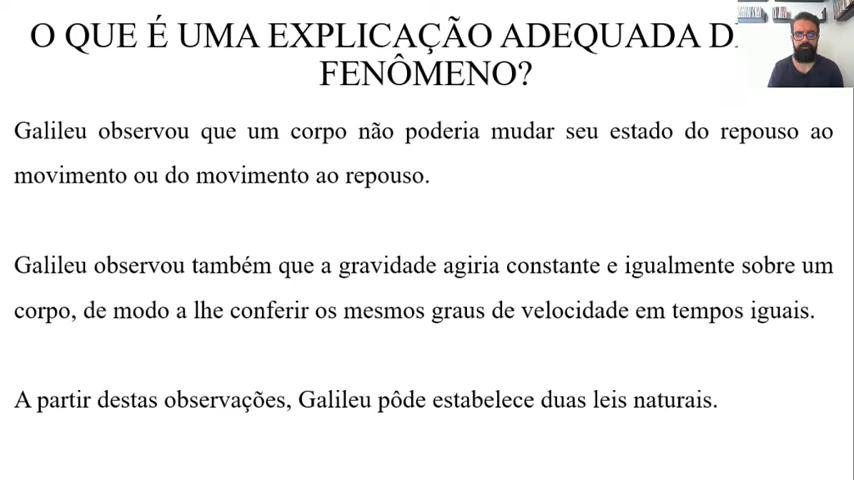 O QUE É UMA EXPLICAÇÃO ADEQUADA
FENÔMENO?
Galileu observou que um corpo não poderia mudar seu estado do repouso ao
movimento ou do movimento ao repouso.
Galileu observou também que a gravidade agiria constante e igualmente sobre um
corpo, de modo a lhe conferir os mesmos graus de velocidade em tempos iguais.
A partir destas observações, Galileu pôde estabelece duas leis naturais.